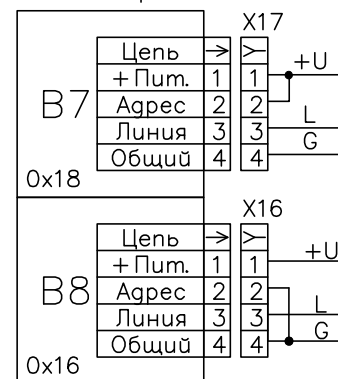 X17
Цепь
+Пит. 1 1 +U
B7 Адрес 2 2
Линия 3 3 L
Общий 4 4 G
0x18
X16
Цепь
+Пит. 1 1 +U
B8 Адрес 2 2
Линия 3 3 L
Общий 4 4 G
0x16